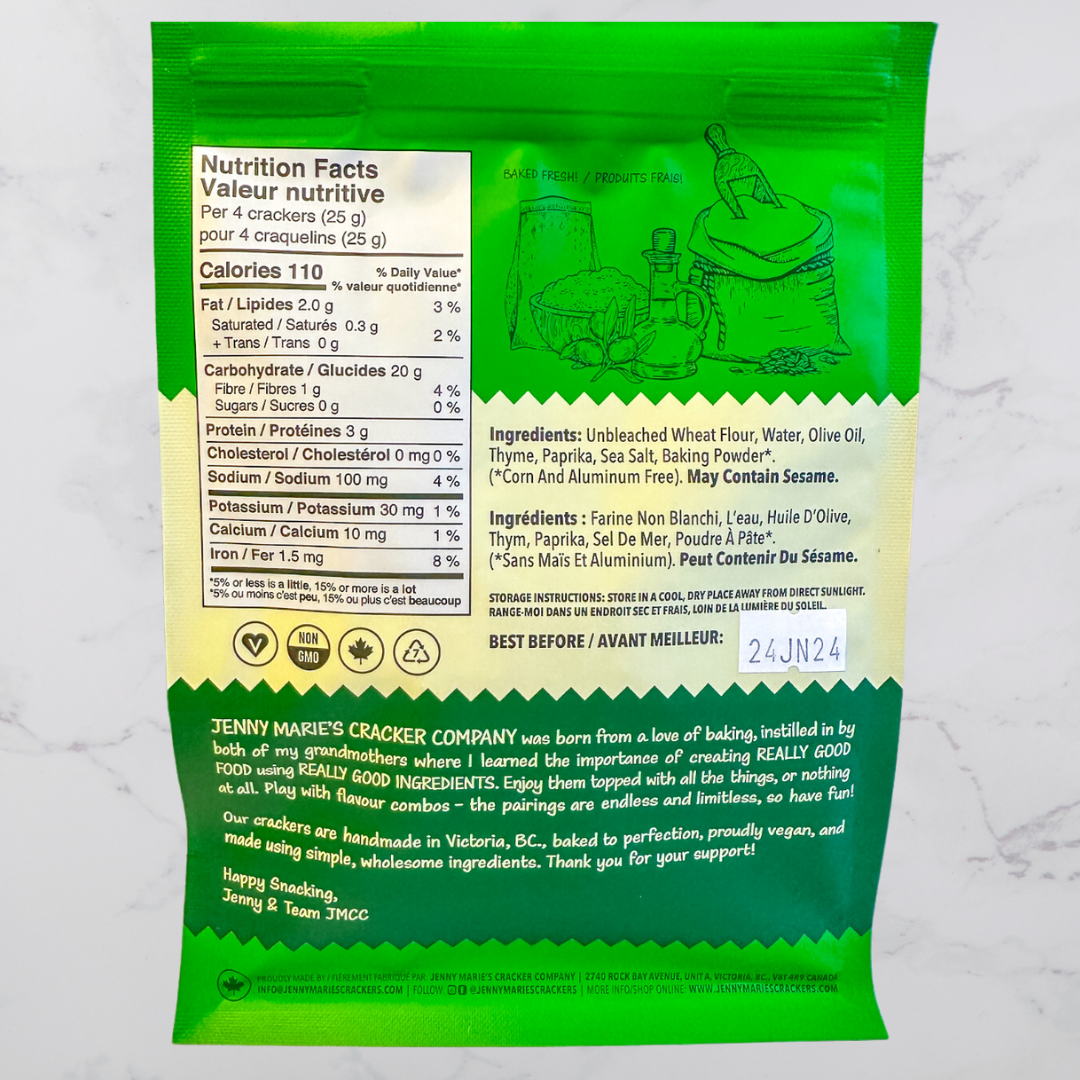 BAKED FRESH! / PRODUITS FRAIS!
Nutrition Facts
Valeur nutritive
Per 4 crackers (25 g)
pour 4 craquelins (25 g)
Calories 110 % Daily Value*
% valeur quotidienne*
Fat / Lipides 2.0 g 3 %
Saturated / Saturés 0.3 g
+ Trans / Trans 0 g 2 %
Carbohydrate / Glucides 20 g
Fibre / Fibres 1 g 4 %
Sugars / Sucres 0 g 0 %
Protein / Protéines 3 g
Cholesterol / Cholestérol 0 mg 0 %
Sodium / Sodium 100 mg 4 %
Potassium / Potassium 30 mg 1 %
Calcium / Calcium 10 mg 1 %
Iron / Fer 1.5 mg 8 %
*5% or less is a little, 15% or more is a lot
*5% ou moins c'est peu, 15% ou plus c'est beaucoup
V
NON
GMO
7
Ingredients: Unbleached Wheat Flour, Water, Olive Oil,
Thyme, Paprika, Sea Salt, Baking Powder*.
(*Corn And Aluminum Free). May Contain Sesame.
Ingrédients : Farine Non Blanchi, L'eau, Huile D'Olive,
Thym, Paprika, Sel De Mer, Poudre À Pâte*.
(*Sans Maïs Et Aluminium). Peut Contenir Du Sésame.
STORAGE INSTRUCTIONS: STORE IN A COOL, DRY PLACE AWAY FROM DIRECT SUNLIGHT.
RANGE-MOI DANS UN ENDROIT SEC ET FRAIS, LOIN DE LA LUMIÈRE DU SOLEIL.
BEST BEFORE / AVANT MEILLEUR: 24JN24
JENNY MARIE'S CRACKER COMPANY was born from a love of baking, instilled in by
both of my grandmothers where I learned the importance of creating REALLY GOOD
FOOD using REALLY GOOD INGREDIENTS. Enjoy them topped with all the things, or nothing
at all. Play with flavour combos - the pairings are endless and limitless, so have fun!
Our crackers are handmade in Victoria, BC., baked to perfection, proudly vegan, and
made using simple, wholesome ingredients. Thank you for your support!
Happy Snacking,
Jenny & Team JMCC
PROUDLY MADE BY / FIÈREMENT FABRIQUÉ PAR: JENNY MARIE'S CRACKER COMPANY | 2740 ROCK BAY AVENUE, UNIT A, VICTORIA, BC., V8T 4R9 CANADA
INFO@JENNYMARIESCRACKERS.COM | FOLLOW: @JENNYMARIESCRACKERS | MORE INFO/SHOP ONLINE: WWW.JENNYMARIESCRACKERS.COM